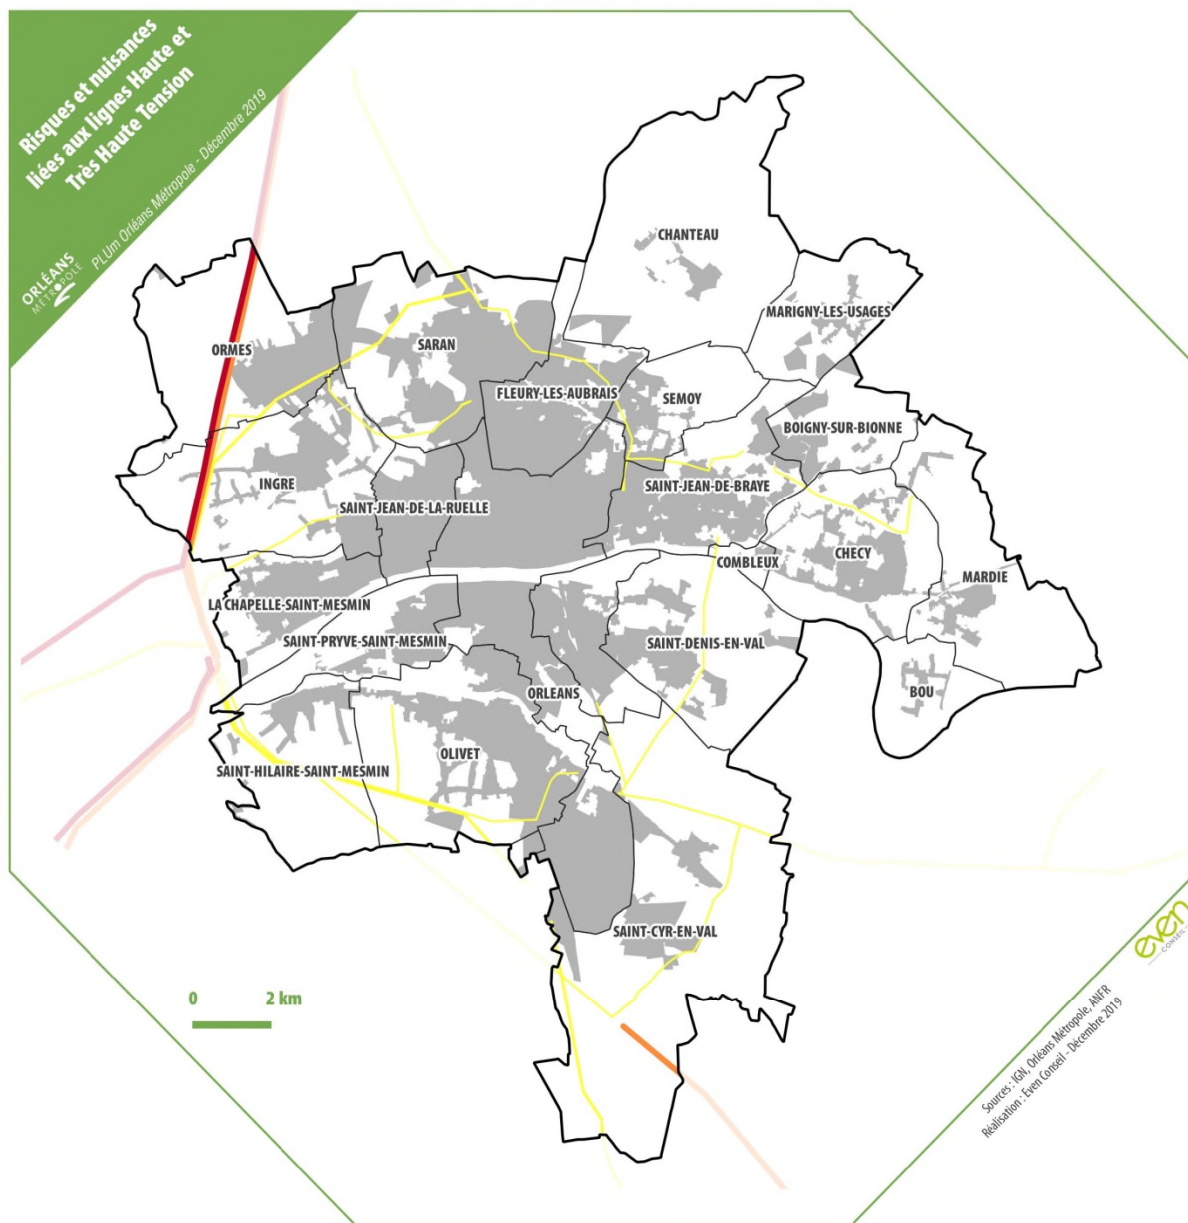 Risques et nuisances
liées aux lignes Haute et
Très Haute Tension
PLUm Orléans Métropole - Décembre 2019
ORLÉANS
MÉTROPOLE
CHANTEAU
MARIGNY-LES-USAGES
ORMES
SARAN
FLEURY-LES-AUBRAIS
SEMOY
BOIGNY-SUR-BIONNE
INGRE
SAINT-JEAN-DE-LA-RUELLE
SAINT-JEAN-DE-BRAYE
COMBLEUX
CHECY
MARDIE
LA CHAPELLE-SAINT-MESMIN
SAINT-PRYVE-SAINT-MESMIN
SAINT-DENIS-EN-VAL
ORLEANS
BOU
OLIVET
SAINT-HILAIRE-SAINT-MESMIN
SAINT-CYR-EN-VAL
0 2 km
even
CONSEIL
Sources : IGN, Orléans Métropole, ANFR
Réalisation : Even Conseil - Décembre 2019